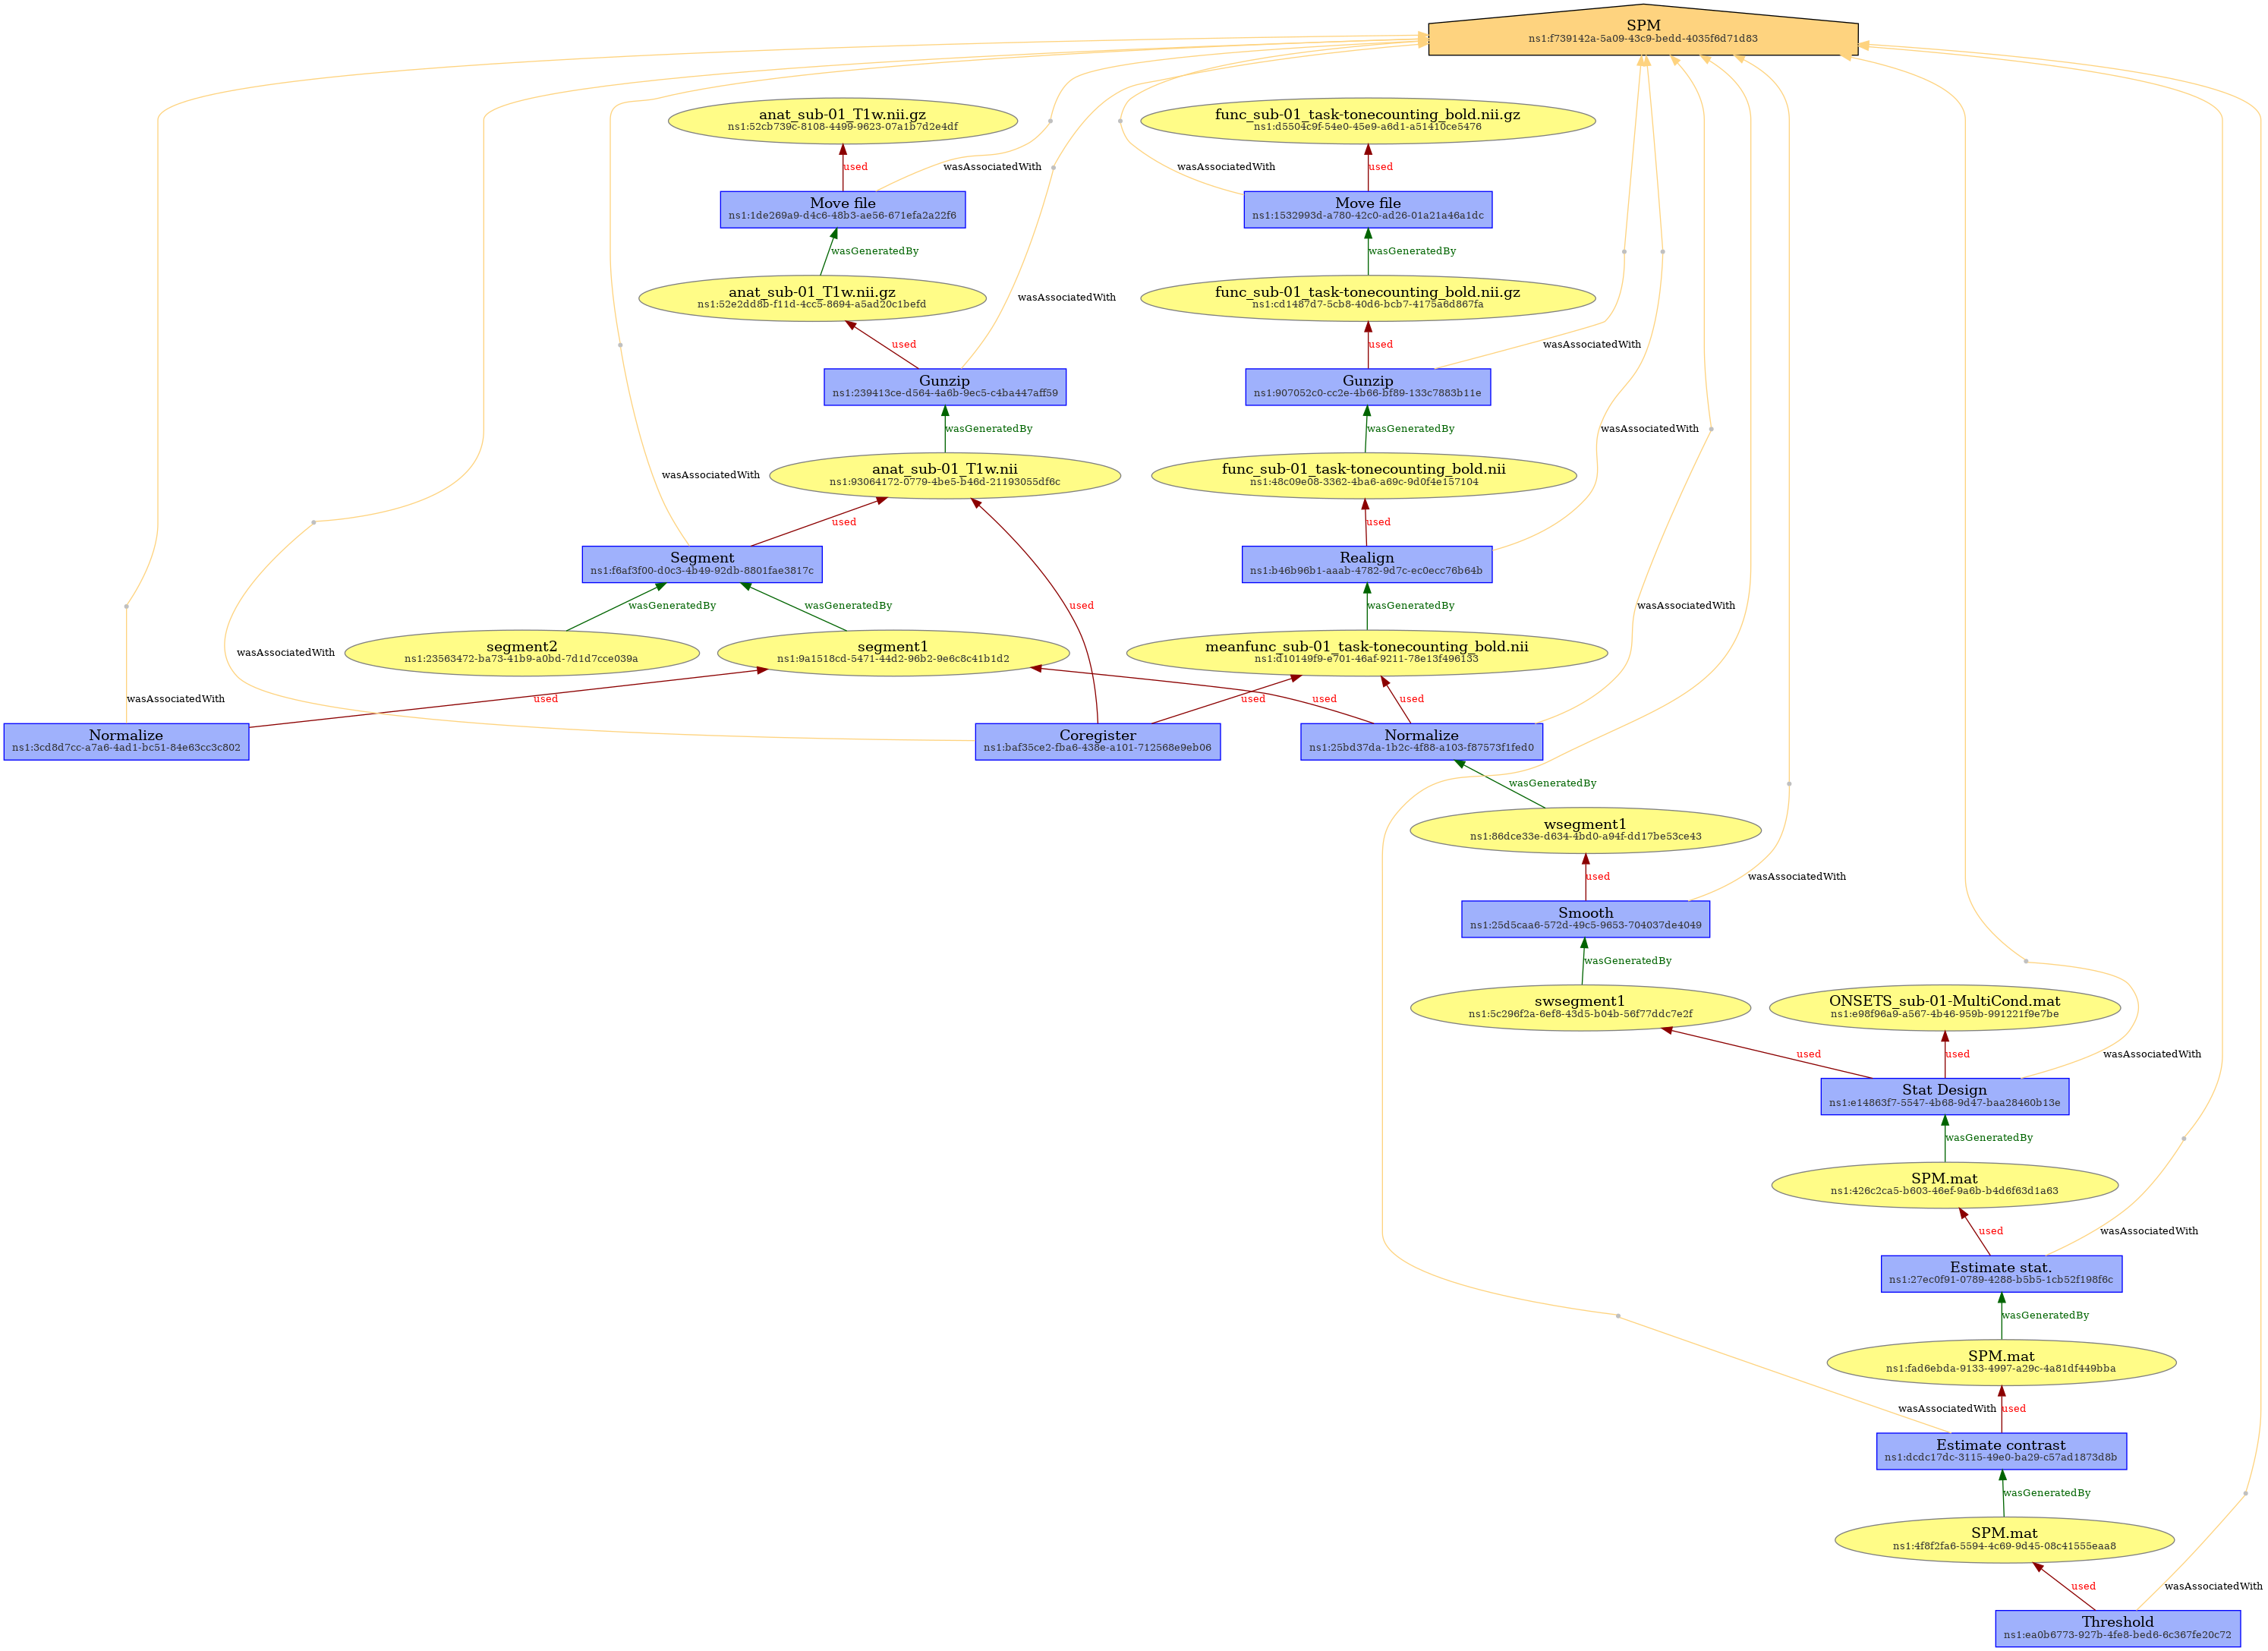 SPM
ns1:f739142a-5a09-43c9-bedd-4035f6d71d83
anat_sub-01_T1w.nii.gz
ns1:52cb739c-8108-4499-9623-07a1b7d2e4df
func_sub-01_task-tonecounting_bold.nii.gz
ns1:d5504c9f-54e0-45e9-a6d1-a51410ce5476
used
wasAssociatedWith
wasAssociatedWith
used
Move file
ns1:1de269a9-d4c6-48b3-ae56-671efa2a22f6
Move file
ns1:1532993d-a780-42c0-ad26-01a21a46a1dc
wasGeneratedBy
wasGeneratedBy
anat_sub-01_T1w.nii.gz
ns1:52e2dd8b-f11d-4cc5-8694-a5ad20c1befd
wasAssociatedWith
func_sub-01_task-tonecounting_bold.nii.gz
ns1:cd1487d7-5cb8-40d6-bcb7-4175a6d867fa
used
used
wasAssociatedWith
Gunzip
ns1:239413ce-d564-4a6b-9ec5-c4ba447aff59
Gunzip
ns1:907052c0-cc2e-4b66-bf89-133c7883b11e
wasGeneratedBy
wasGeneratedBy
wasAssociatedWith
wasAssociatedWith
anat_sub-01_T1w.nii
ns1:93064172-0779-4be5-b46d-21193055df6c
func_sub-01_task-tonecounting_bold.nii
ns1:48c09e08-3362-4ba6-a69c-9d0f4e157104
used
used
Segment
ns1:f6af3f00-d0c3-4b49-92db-8801fae3817c
Realign
ns1:b46b96b1-aaab-4782-9d7c-ec0ecc76b64b
wasGeneratedBy
wasGeneratedBy
used
wasGeneratedBy
wasAssociatedWith
wasAssociatedWith
segment2
ns1:23563472-ba73-41b9-a0bd-7d1d7cce039a
segment1
ns1:9a1518cd-5471-44d2-96b2-9e6c8c41b1d2
meanfunc_sub-01_task-tonecounting_bold.nii
ns1:d10149f9-e701-46af-9211-78e13f496133
wasAssociatedWith
used
used
used
used
Normalize
ns1:3cd8d7cc-a7a6-4ad1-bc51-84e63cc3c802
Coregister
ns1:baf35ce2-fba6-438e-a101-712568e9eb06
Normalize
ns1:25bd37da-1b2c-4f88-a103-f87573f1fed0
wasGeneratedBy
wsegment1
ns1:86dce33e-d634-4bd0-a94f-dd17be53ce43
used
wasAssociatedWith
Smooth
ns1:25d5caa6-572d-49c5-9653-704037de4049
wasGeneratedBy
swsegment1
ns1:5c296f2a-6ef8-43d5-b04b-56f77ddc7e2f
ONSETS_sub-01-MultiCond.mat
ns1:e98f96a9-a567-4b46-959b-991221f9e7be
used
used
wasAssociatedWith
Stat Design
ns1:e14863f7-5547-4b68-9d47-baa28460b13e
wasGeneratedBy
SPM.mat
ns1:426c2ca5-b603-46ef-9a6b-b4d6f63d1a63
used
wasAssociatedWith
Estimate stat.
ns1:27ec0f91-0789-4288-b5b5-1cb52f198f6c
wasGeneratedBy
SPM.mat
ns1:fad6ebda-9133-4997-a29c-4a81df449bba
wasAssociatedWith
used
Estimate contrast
ns1:dcdc17dc-3115-49e0-ba29-c57ad1873d8b
wasGeneratedBy
SPM.mat
ns1:4f8f2fa6-5594-4c69-9d45-08c41555eaa8
used
wasAssociatedWith
Threshold
ns1:ea0b6773-927b-4fe8-bed6-6c367fe20c72